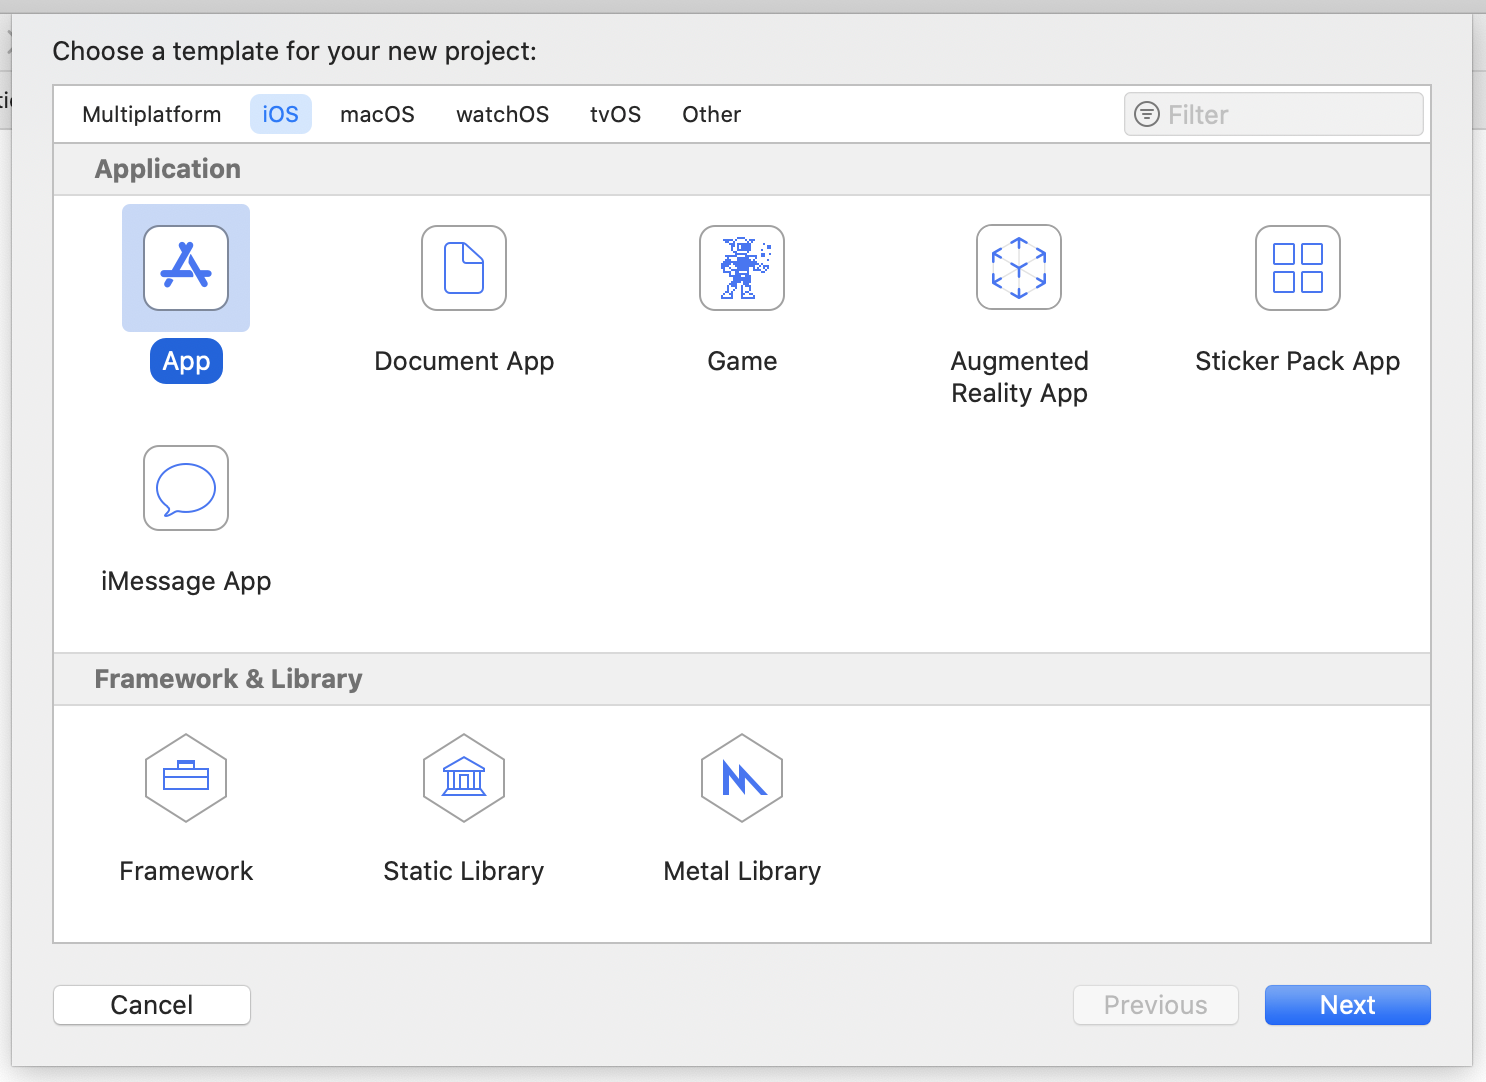 Choose a template for your new project:
Multiplatform iOS macOS watchOS tvOS Other Filter
Application
App Document App Game Augmented Reality App Sticker Pack App
iMessage App
Framework & Library
Framework Static Library Metal Library
Cancel Previous Next